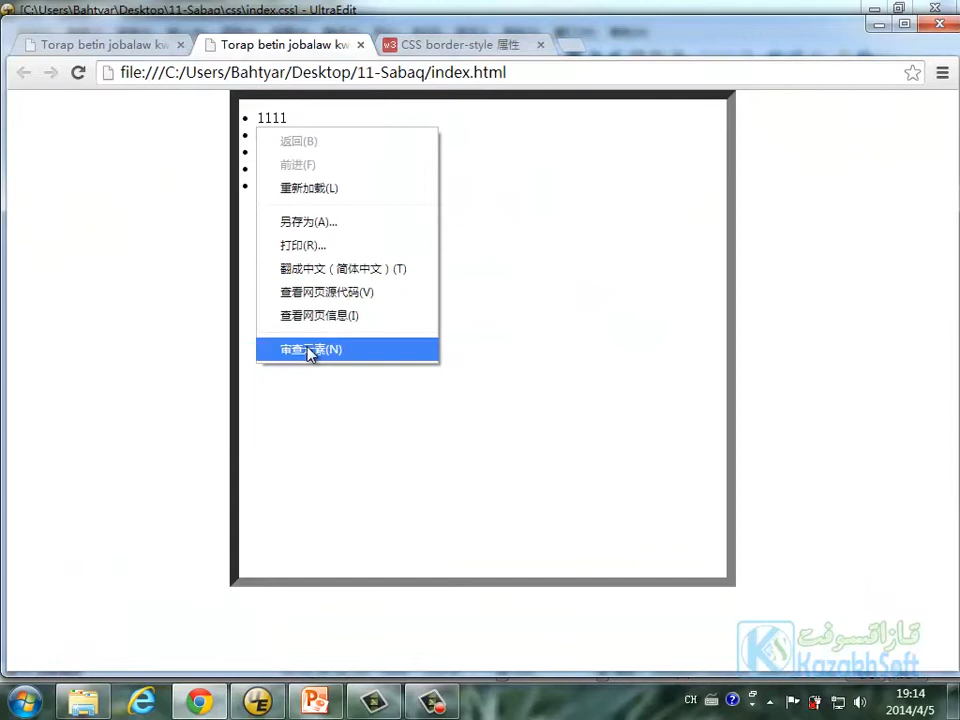 [C:\Users\Bahtyar\Desktop\11-Sabaq\css\index.css] - UltraEdit
Torap betin jobalaw kw
Torap betin jobalaw kw
w3 CSS border-style 属性
file:///C:/Users/Bahtyar/Desktop/11-Sabaq/index.html
1111
返回(B)
前进(F)
重新加载(L)
另存为(A)...
打印(R)...
翻成中文（简体中文）(T)
查看网页源代码(V)
查看网页信息(I)
审查元素(N)
قازاقسوفت
KazakhSoft
CH
19:14
2014/4/5